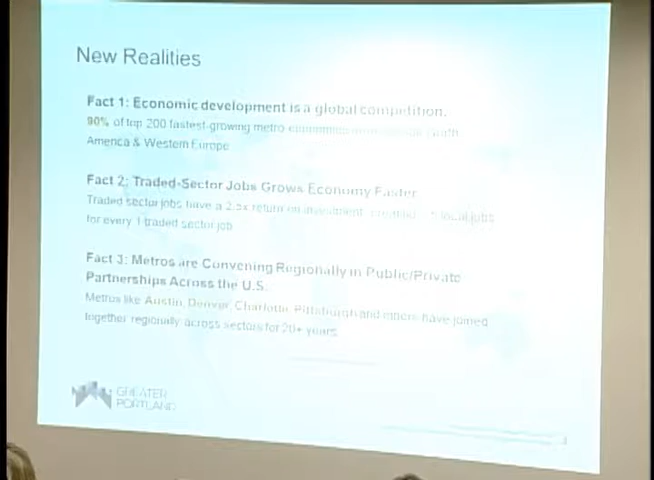 New Realities
Fact 1: Economic development is a global competition.
90% of top 200 fastest-growing metro
America & Western Europe
Fact 2: Traded-Sector Jobs Grows Economy Faster
Traded sector jobs have a 2.5x return on investment, local jobs
for every 1 traded sector job
Fact 3: Metros are Convening Regionally in Public/Private
Partnerships Across the U.S.
Metros like Austin, Denver, Charlotte, Pittsburgh and others have joined
together regionally across sectors for 20+ years.
GREATER
PORTLAND